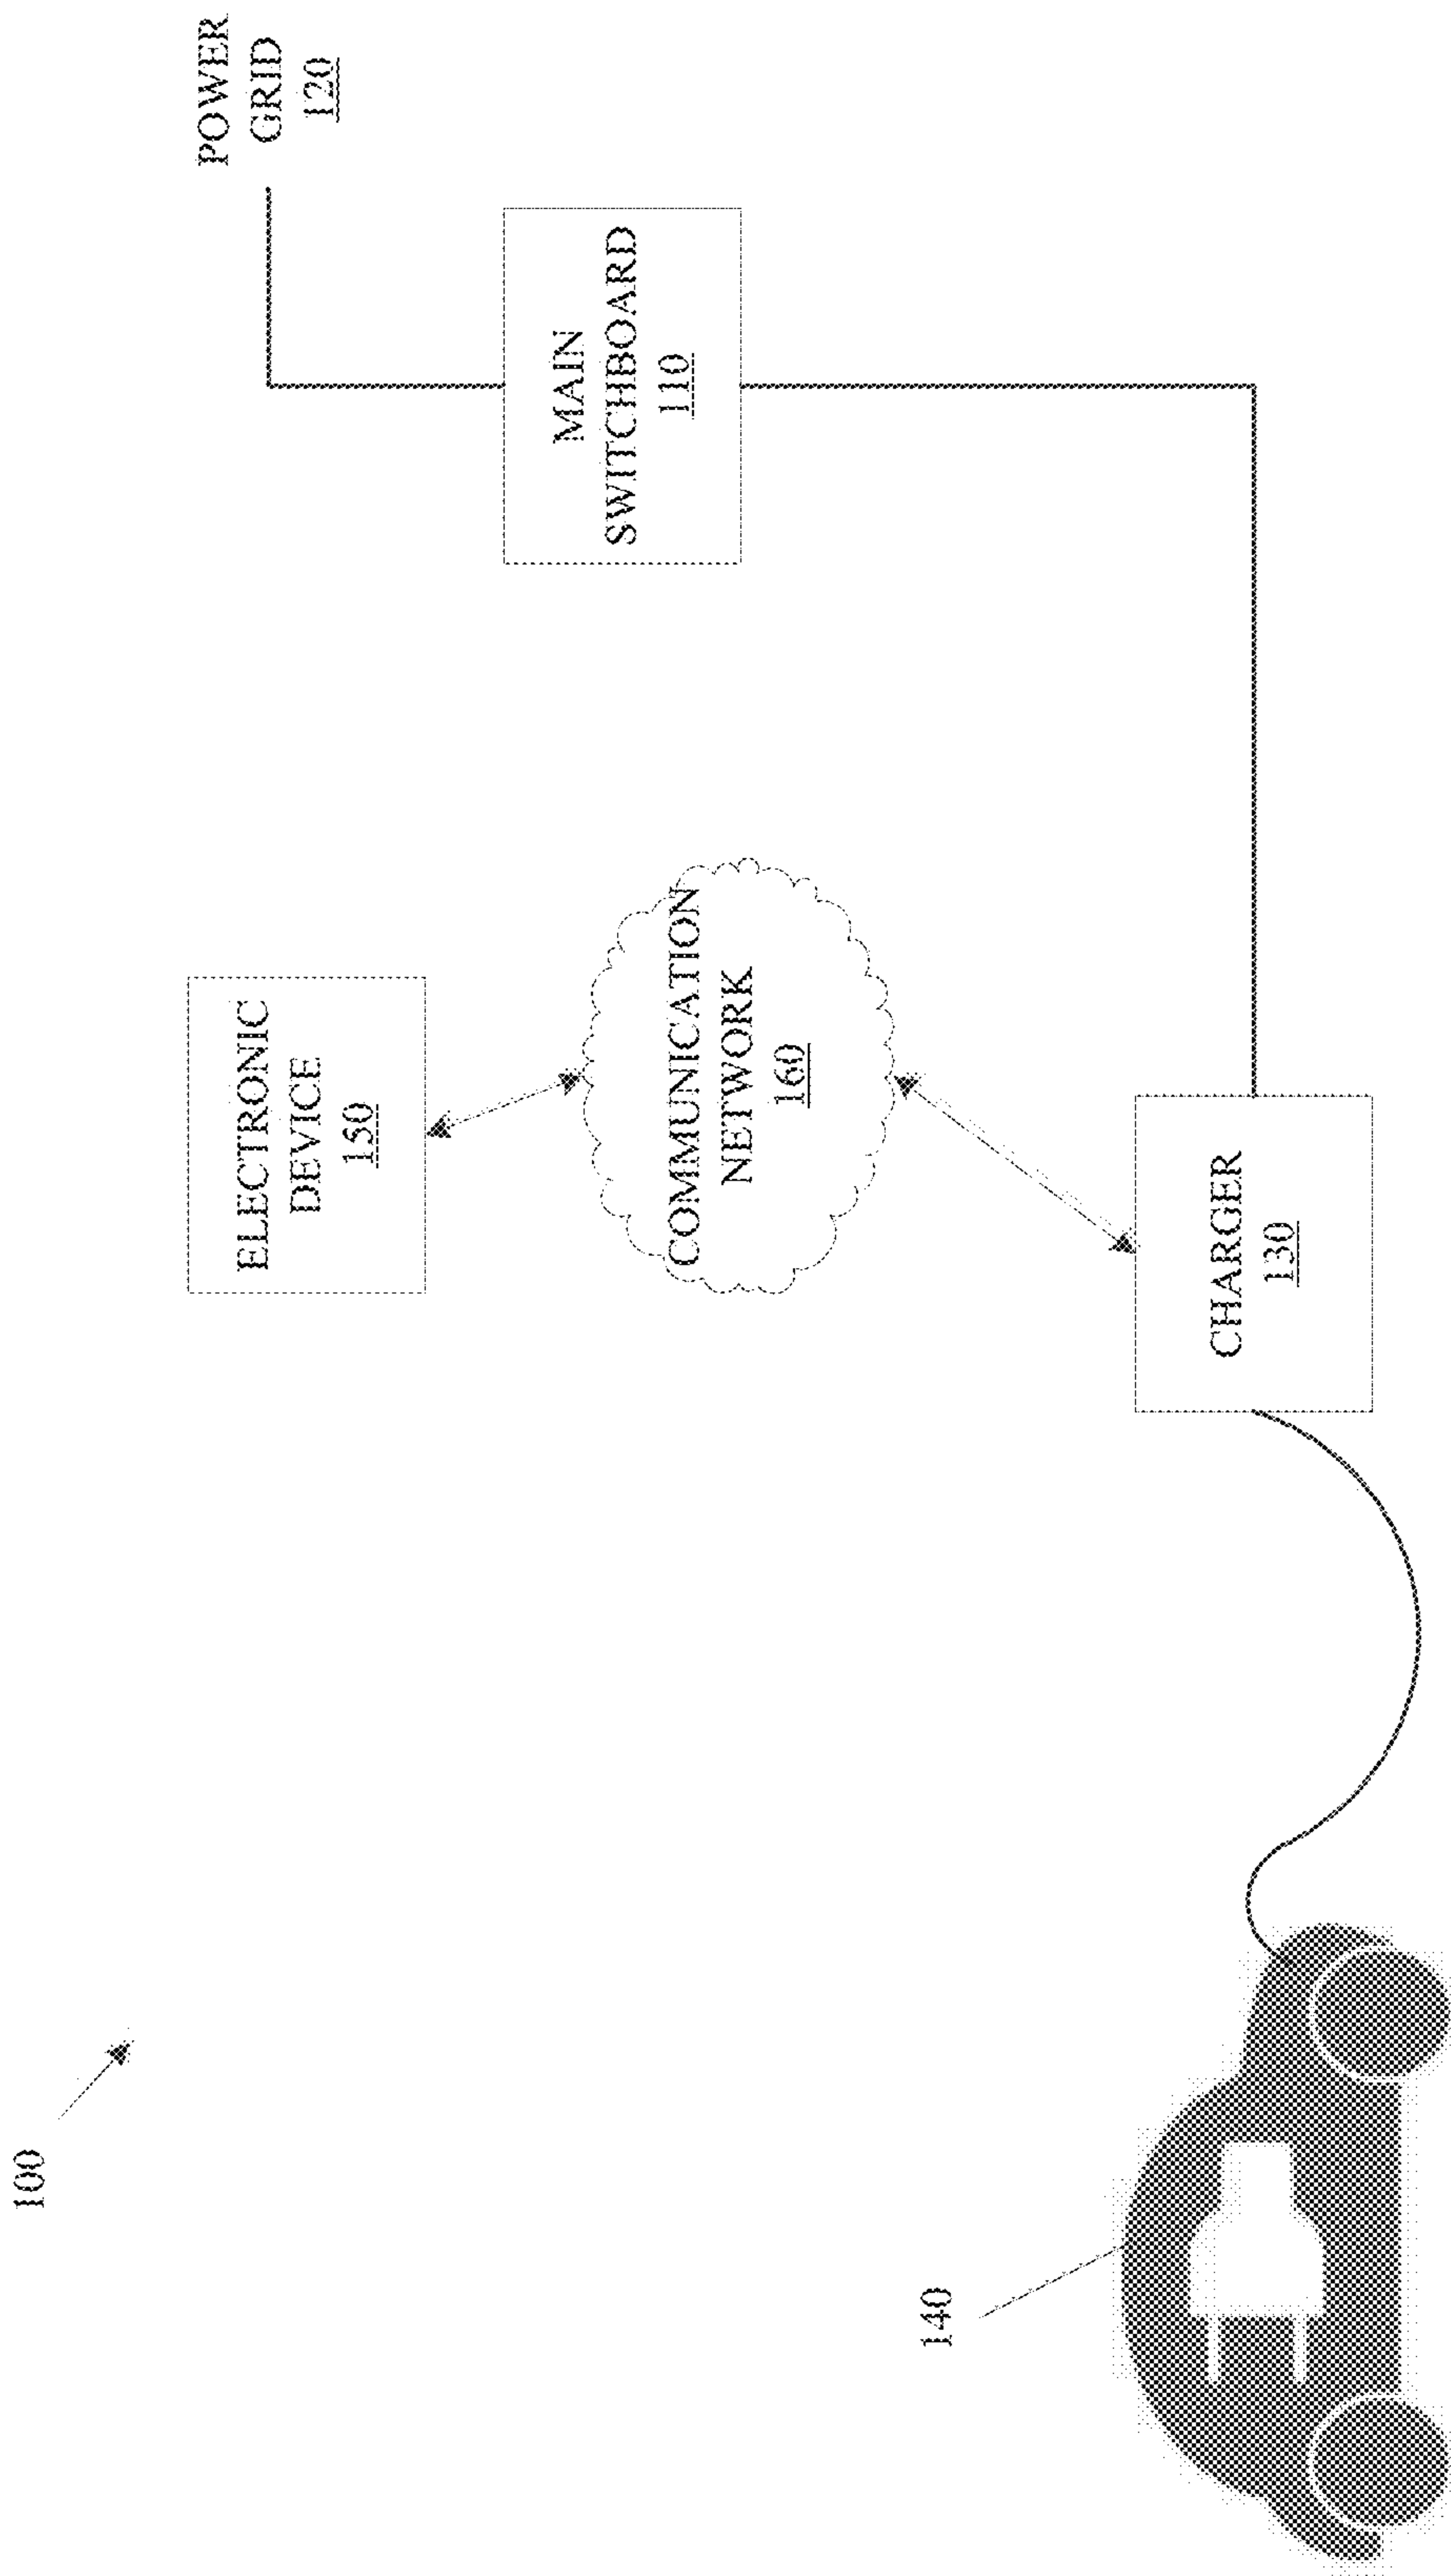 100
POWER
GRID
120
ELECTRONIC
DEVICE
150
MAIN
SWITCHBOARD
110
COMMUNICATION
NETWORK
160
140
CHARGER
130